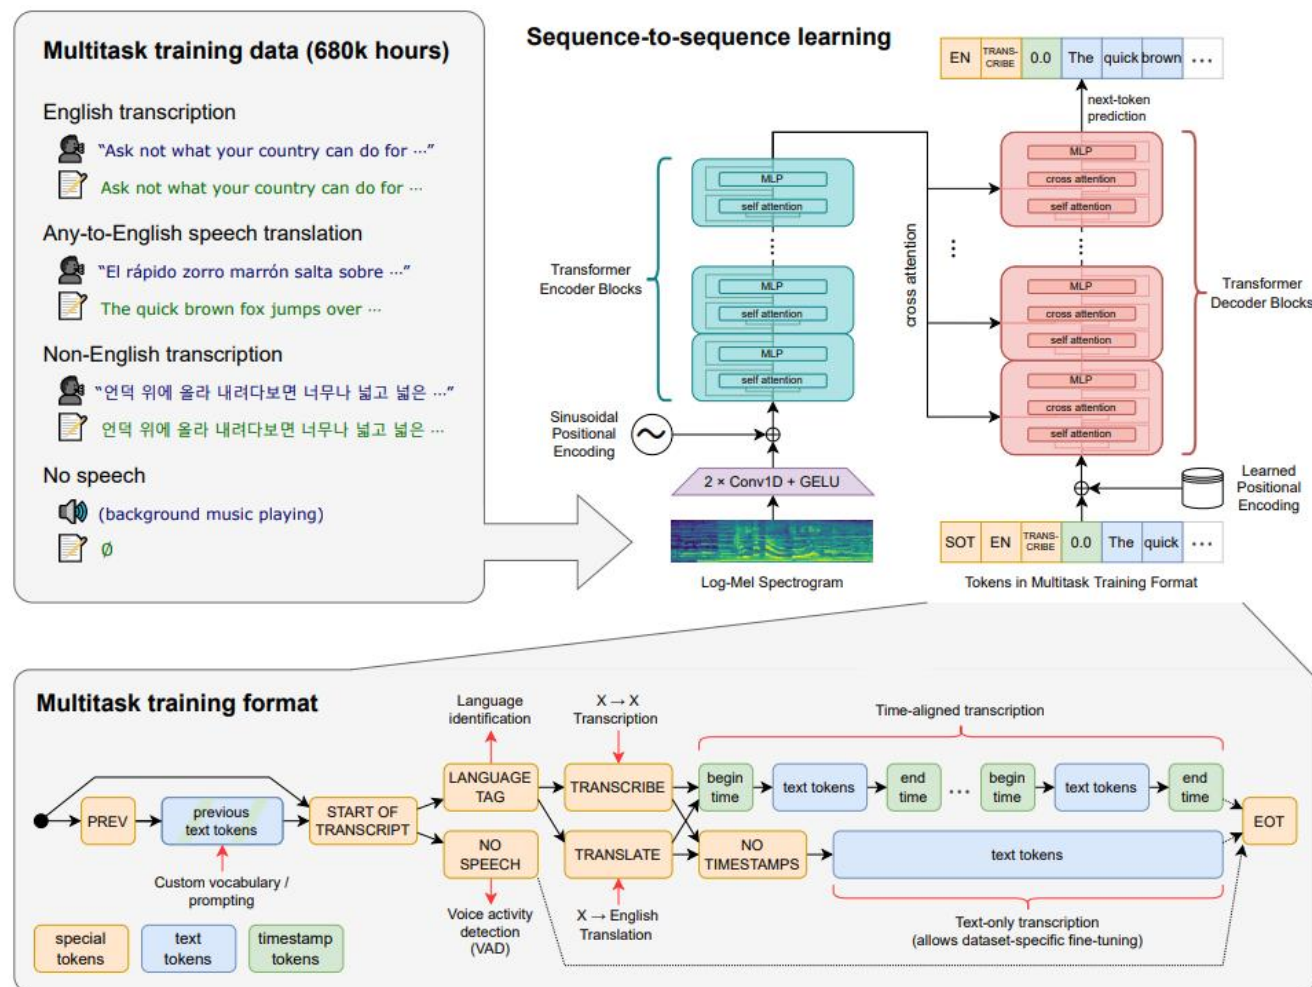 Multitask training data (680k hours)
English transcription
“Ask not what your country can do for ⋯”
Ask not what your country can do for ⋯
Any-to-English speech translation
“El rápido zorro marrón salta sobre ⋯”
The quick brown fox jumps over ⋯
Non-English transcription
“언덕 위에 올라 내려다보면 너무나 넓고 넓은 ⋯”
언덕 위에 올라 내려다보면 너무나 넓고 넓은 ⋯
No speech
(background music playing)
∅
Sequence-to-sequence learning
EN TRANS-CRIBE 0.0 The quick brown ⋯
next-token
prediction
MLP
self attention
⋯
MLP
self attention
MLP
self attention
Transformer
Encoder Blocks
Sinusoidal
Positional
Encoding
2 × Conv1D + GELU
Log-Mel Spectrogram
cross attention
⋯
MLP
cross attention
self attention
⋯
MLP
cross attention
self attention
MLP
cross attention
self attention
Transformer
Decoder Blocks
Learned
Positional
Encoding
SOT EN TRANS-CRIBE 0.0 The quick ⋯
Tokens in Multitask Training Format
Multitask training format
Language
identification
X → X
Transcription
Time-aligned transcription
PREV
previous
text tokens
START OF
TRANSCRIPT
LANGUAGE
TAG
NO
SPEECH
TRANSCRIBE
TRANSLATE
begin
time
text tokens
end
time
⋯
begin
time
text tokens
end
time
NO
TIMESTAMPS
text tokens
EOT
Custom vocabulary /
prompting
Voice activity
detection
(VAD)
X → English
Translation
Text-only transcription
(allows dataset-specific fine-tuning)
special
tokens
text
tokens
timestamp
tokens